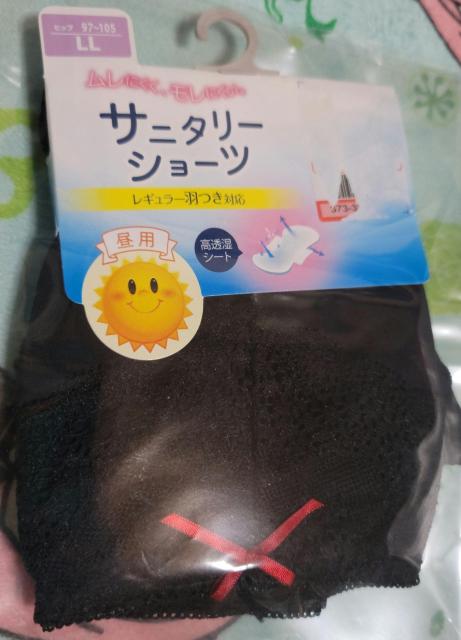 ヒップ 97~105
LL
ムレにくく、モレにくい
サニタリー
ショーツ
レギュラー羽つき対応
昼用
高透湿
シート